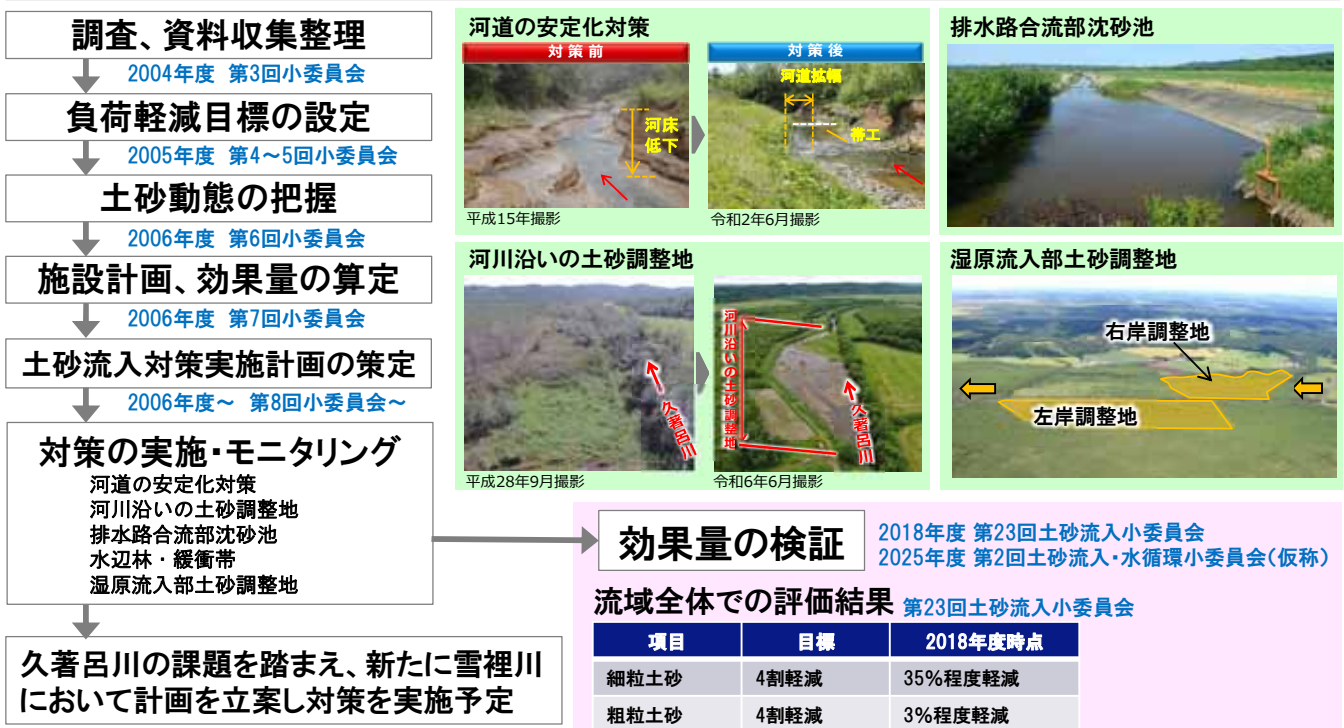 調査、資料収集整理
2004年度 第3回小委員会
負荷軽減目標の設定
2005年度 第4～5回小委員会
土砂動態の把握
2006年度 第6回小委員会
施設計画、効果量の算定
2006年度 第7回小委員会
土砂流入対策実施計画の策定
2006年度～ 第8回小委員会～
対策の実施・モニタリング
河道の安定化対策
河川沿いの土砂調整地
排水路合流部沈砂池
水辺林・緩衝帯
湿原流入部土砂調整地
久著呂川の課題を踏まえ、新たに雪裡川
において計画を立案し対策を実施予定
河道の安定化対策
対策前
河床
低下
平成15年撮影
対策後
河道拡幅
帯工
令和2年6月撮影
排水路合流部沈砂池
河川沿いの土砂調整地
久著呂川
平成28年9月撮影
河川沿いの土砂調整地
久著呂川
令和6年6月撮影
湿原流入部土砂調整地
右岸調整地
左岸調整地
効果量の検証
2018年度 第23回土砂流入小委員会
2025年度 第2回土砂流入・水循環小委員会(仮称)
流域全体での評価結果 第23回土砂流入小委員会
項目 目標 2018年度時点
細粒土砂 4割軽減 35%程度軽減
粗粒土砂 4割軽減 3%程度軽減